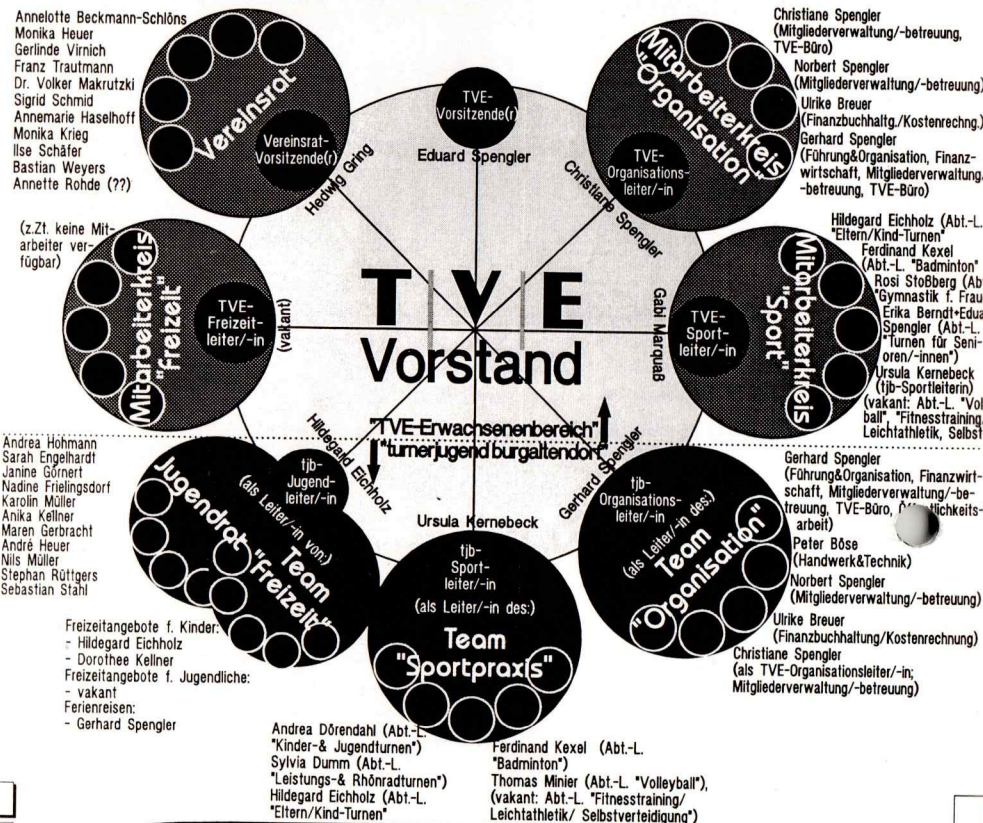 Annelotte Beckmann-Schlöns
Monika Heuer
Gerlinde Virnich
Franz Trautmann
Dr. Volker Makrutzki
Sigrid Schmid
Annemarie Haselhoff
Monika Krieg
Ilse Schäfer
Bastian Weyers
Annette Rohde (??)
Vereinsrat
Vereinsrat-
Vorsitzende(r)
Hedwig Gring
TVE-
Vorsitzende(r)
Eduard Spengler
Mitarbeiterkreis
"Organisation"
TVE-
Organisations-
leiter/-in
Christiane Spengler
Christiane Spengler
(Mitgliederverwaltung/-betreuung,
TVE-Büro)
Norbert Spengler
(Mitgliederverwaltung/-betreuung)
Ulrike Breuer
(Finanzbuchhaltg./Kostenrechng.)
Gerhard Spengler
(Führung&Organisation, Finanz-
wirtschaft, Mitgliederverwaltung/
-betreuung, TVE-Büro)
(z.Zt. keine Mit-
arbeiter ver-
fügbar)
Mitarbeiterkreis
"Freizeit"
TVE-
Freizeit-
leiter/-in
(vakant)
TVE
Vorstand
Gabi Marquaß
TVE-
Sport-
leiter/-in
Mitarbeiterkreis
"Sport"
Hildegard Eichholz (Abt.-L.
"Eltern/Kind-Turnen"
Ferdinand Kexel
(Abt.-L. "Badminton"
Rosi Stoßberg (Ab
"Gymnastik f. Frau
Erika Berndt+Edua
Spengler (Abt.-L.
"Turnen für Seni-
oren/-innen")
Ursula Kernebeck
(tjb-Sportleiterin)
(vakant: Abt.-L. "Vol
ball", "Fitnesstraining
Leichtathletik, Selbst
"TVE-Erwachsenenbereich"
"turnerjugend burgaltendorf"
Andrea Hohmann
Sarah Engelhardt
Janine Görnert
Nadine Frielingsdorf
Karolin Müller
Anika Kellner
Maren Gerbracht
André Heuer
Nils Müller
Stephan Rüttgers
Sebastian Stahl
Jugendrat
tjb-
Jugend-
leiter/-in
(als Leiter/-in von:)
Team
"Freizeit"
Hildegard Eichholz
Freizeitangebote f. Kinder:
- Hildegard Eichholz
- Dorothee Kellner
Freizeitangebote f. Jugendliche:
- vakant
Ferienreisen:
- Gerhard Spengler
Ursula Kernebeck
tjb-
Sport-
leiter/-in
(als Leiter/-in des:)
Team
"Sportpraxis"
Andrea Dörendahl (Abt.-L.
"Kinder-& Jugendturnen")
Sylvia Dumm (Abt.-L.
"Leistungs-& Rhönradturnen")
Hildegard Eichholz (Abt.-L.
"Eltern/Kind-Turnen"
Ferdinand Kexel (Abt.-L.
"Badminton")
Thomas Minier (Abt.-L. "Volleyball"),
(vakant: Abt.-L. "Fitnesstraining/
Leichtathletik/ Selbstverteidigung")
Gerhard Spengler
tjb-
Organisations-
leiter/-in
(als Leiter/-in des:)
Team
"Organisation"
Gerhard Spengler
(Führung&Organisation, Finanzwirt-
schaft, Mitgliederverwaltung/-be-
treuung, TVE-Büro,
arbeit)
Peter Böse
(Handwerk&Technik)
Norbert Spengler
(Mitgliederverwaltung/-betreuung)
Ulrike Breuer
(Finanzbuchhaltung/Kostenrechnung)
Christiane Spengler
(als TVE-Organisationsleiter/-in;
Mitgliederverwaltung/-betreuung)